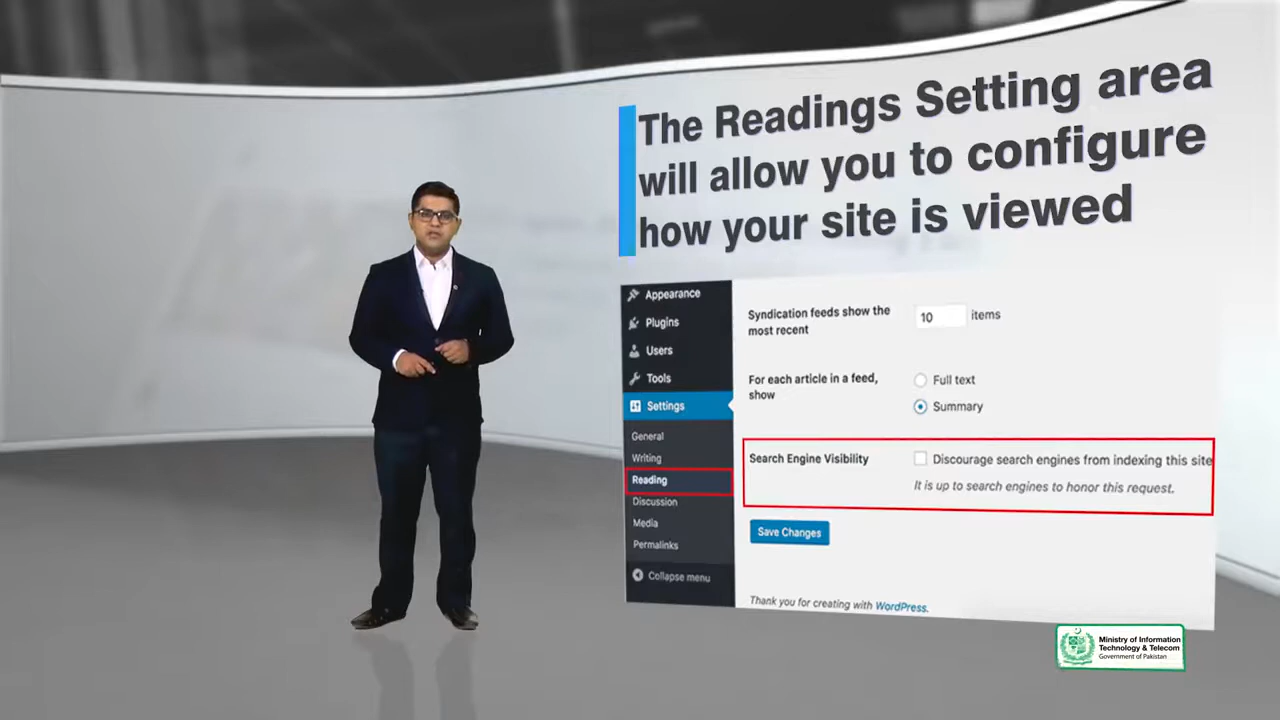 The Readings Setting area
will allow you to configure
how your site is viewed
Appearance
Plugins
Users
Tools
Settings
General
Writing
Reading
Discussion
Media
Permalinks
Collapse menu
Syndication feeds show the
most recent
10 items
For each article in a feed,
show
Full text
Summary
Search Engine Visibility
Discourage search engines from indexing this site
It is up to search engines to honor this request.
Save Changes
Thank you for creating with WordPress.
Ministry of Information
Technology & Telecom
Government of Pakistan